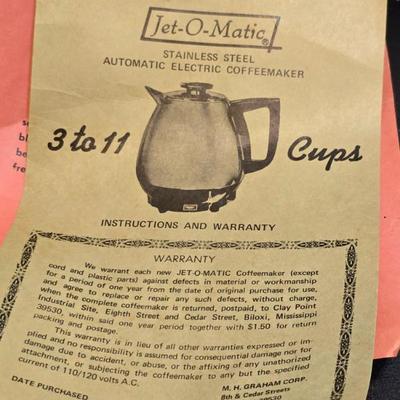 Jet-O-Matic®
STAINLESS STEEL
AUTOMATIC ELECTRIC COFFEEMAKER
3 to 11 Cups
INSTRUCTIONS AND WARRANTY
WARRANTY
We warrant each new JET-O-MATIC Coffeemaker (except
cord and plastic parts) against defects in material or workmanship
for a period of one year from the date of original purchase for use,
and agree to replace or repair any such defects, without charge,
when the complete coffeemaker is returned, postpaid, to Clay Point
Industrial Site, Eighth Street and Cedar Street, Biloxi, Mississippi
39530, within said one year period together with $1.50 for return
packing and postage.
This warranty is in lieu of all other warranties expressed or im-
plied and no responsibility is assumed for consequential damage nor for
damage due to accident, or abuse, or the affixing of any unauthorized
attachment, or subjecting the coffeemaker to any but the specified
current of 110/120 volts A.C.
M. H. GRAHAM CORP.
8th & Cedar Streets
DATE PURCHASED
39530